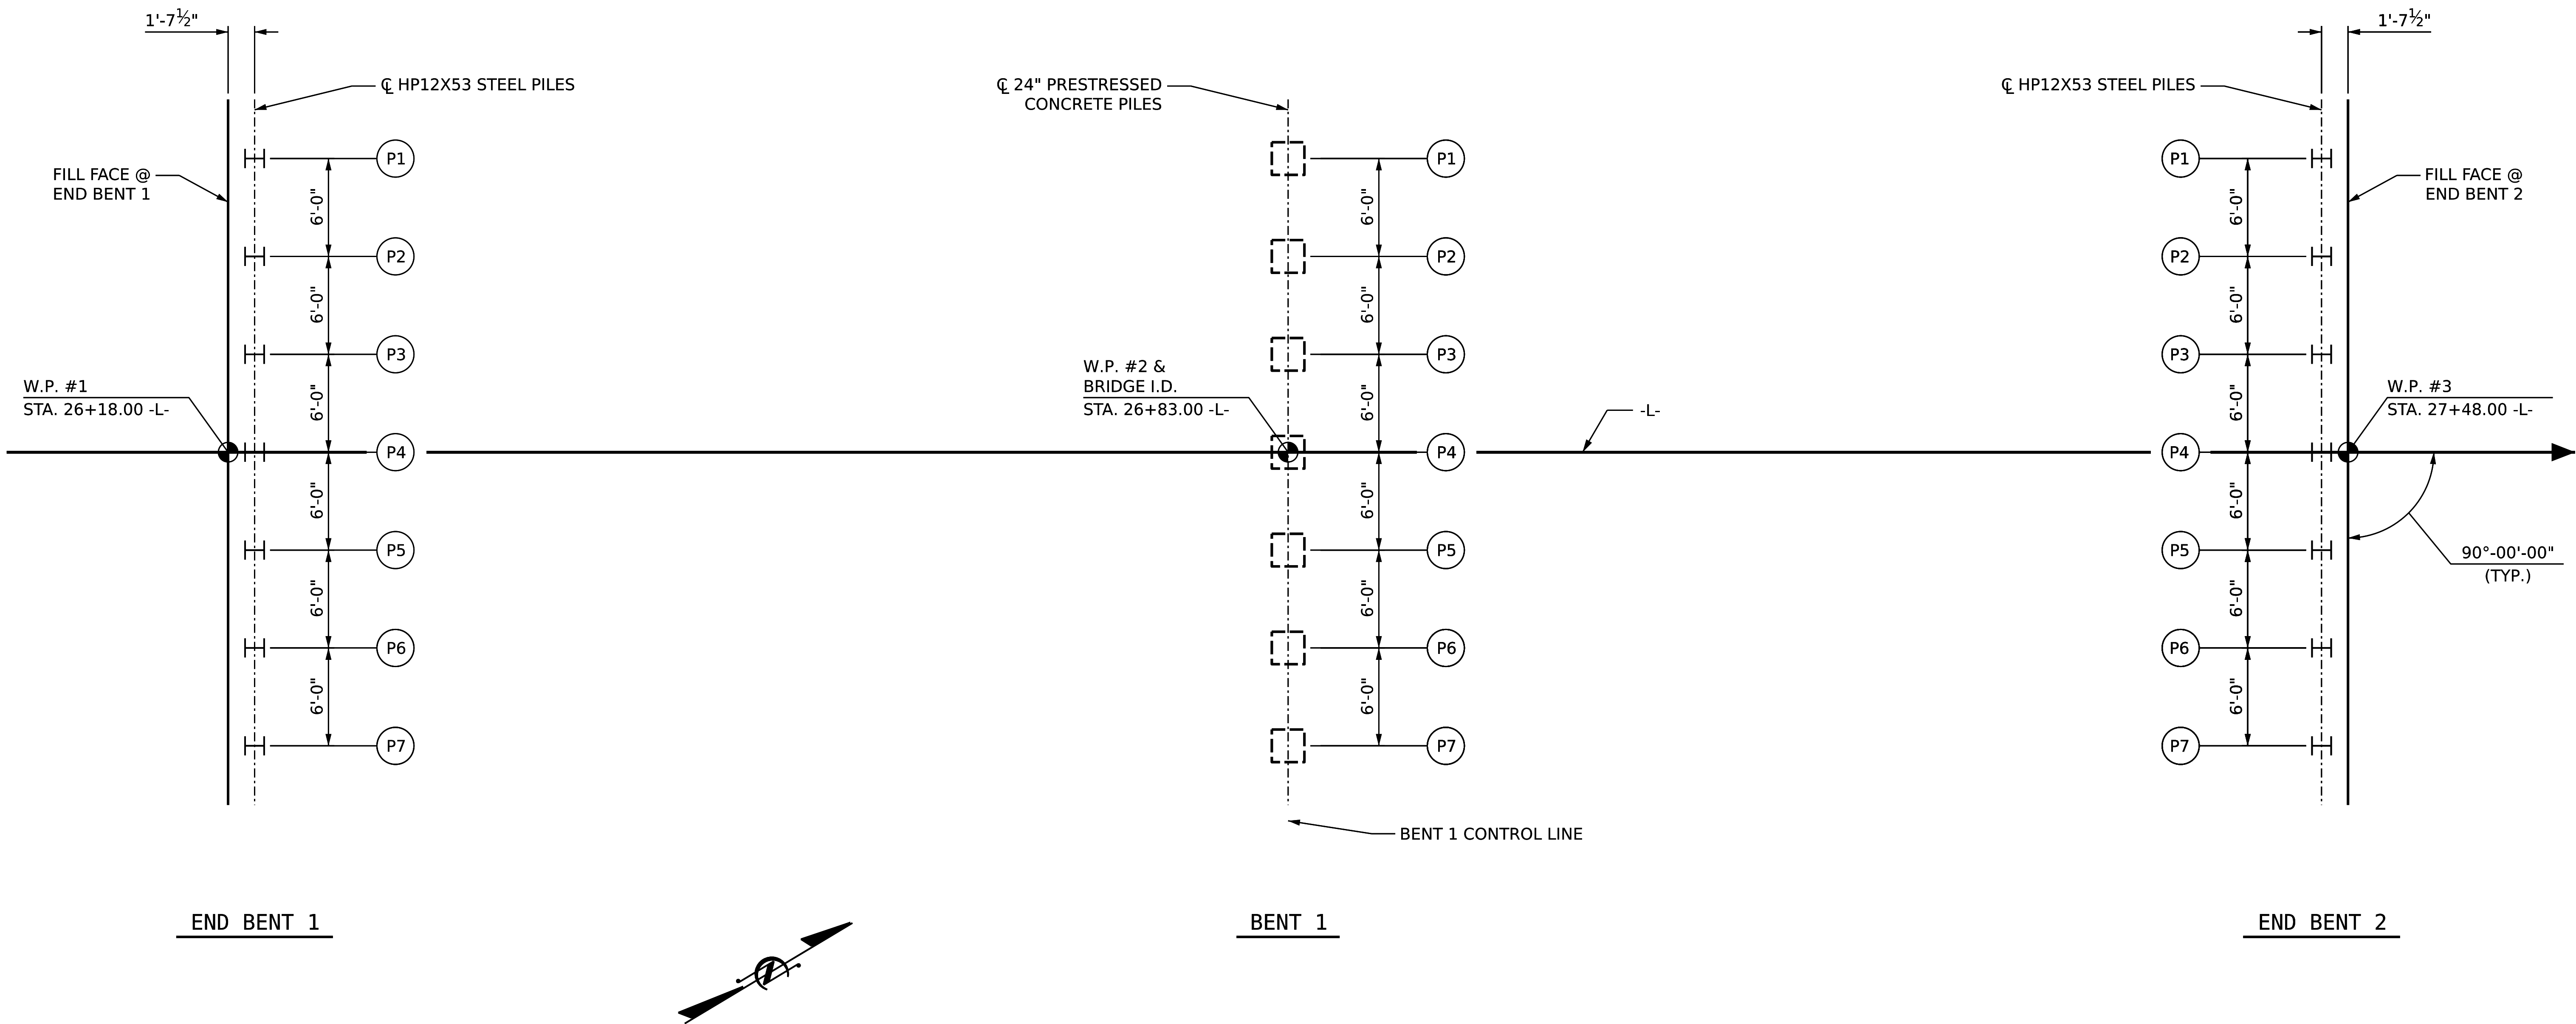 1'-7½"
℄ HP12X53 STEEL PILES
FILL FACE @
END BENT 1
W.P. #1
STA. 26+18.00 -L-
P1
6'-0"
P2
6'-0"
P3
6'-0"
P4
6'-0"
P5
6'-0"
P6
6'-0"
P7
END BENT 1
℄ 24" PRESTRESSED
CONCRETE PILES
W.P. #2 &
BRIDGE I.D.
STA. 26+83.00 -L-
P1
6'-0"
P2
6'-0"
P3
6'-0"
P4
6'-0"
P5
6'-0"
P6
6'-0"
P7
-L-
BENT 1 CONTROL LINE
BENT 1
1'-7½"
℄ HP12X53 STEEL PILES
FILL FACE @
END BENT 2
W.P. #3
STA. 27+48.00 -L-
P1
6'-0"
P2
6'-0"
P3
6'-0"
P4
6'-0"
P5
6'-0"
P6
6'-0"
P7
90°-00'-00"
(TYP.)
END BENT 2
Z